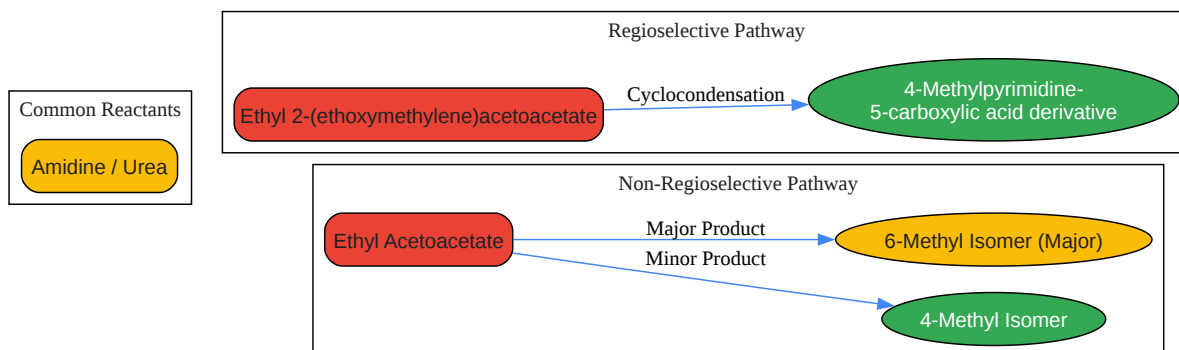 Regioselective Pathway
Ethyl 2-(ethoxymethylene)acetoacetate
Cyclocondensation
4-Methylpyrimidine-
5-carboxylic acid derivative
Common Reactants
Amidine / Urea
Non-Regioselective Pathway
Ethyl Acetoacetate
Major Product
Minor Product
6-Methyl Isomer (Major)
4-Methyl Isomer